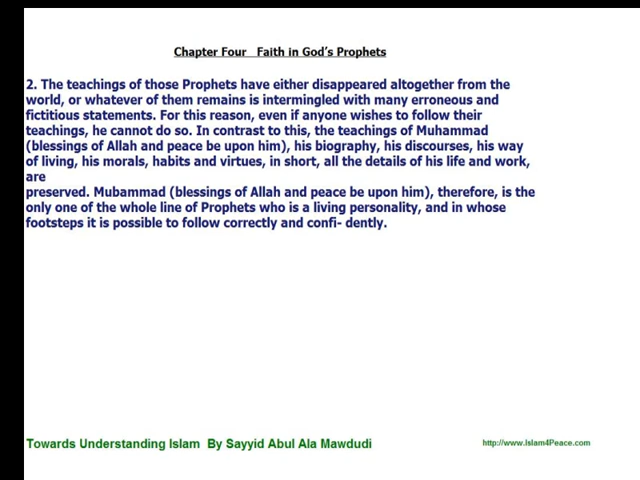 Chapter Four   Faith in God's Prophets
2. The teachings of those Prophets have either disappeared altogether from the
world, or whatever of them remains is intermingled with many erroneous and
fictitious statements. For this reason, even if anyone wishes to follow their
teachings, he cannot do so. In contrast to this, the teachings of Muhammad
(blessings of Allah and peace be upon him), his biography, his discourses, his way
of living, his morals, habits and virtues, in short, all the details of his life and work,
are
preserved. Mubammad (blessings of Allah and peace be upon him), therefore, is the
only one of the whole line of Prophets who is a living personality, and in whose
footsteps it is possible to follow correctly and confi- dently.
Towards Understanding Islam  By Sayyid Abul Ala Mawdudi
http://www.Islam4Peace.com